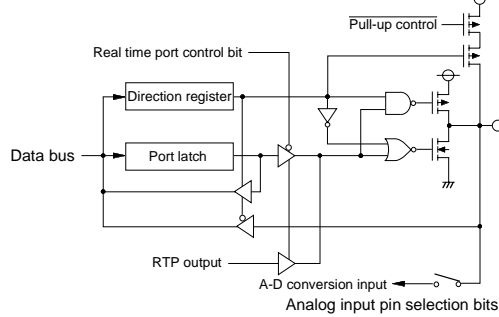 Pull-up control
Real time port control bit
Direction register
Data bus
Port latch
RTP output
A-D conversion input
Analog input pin selection bits